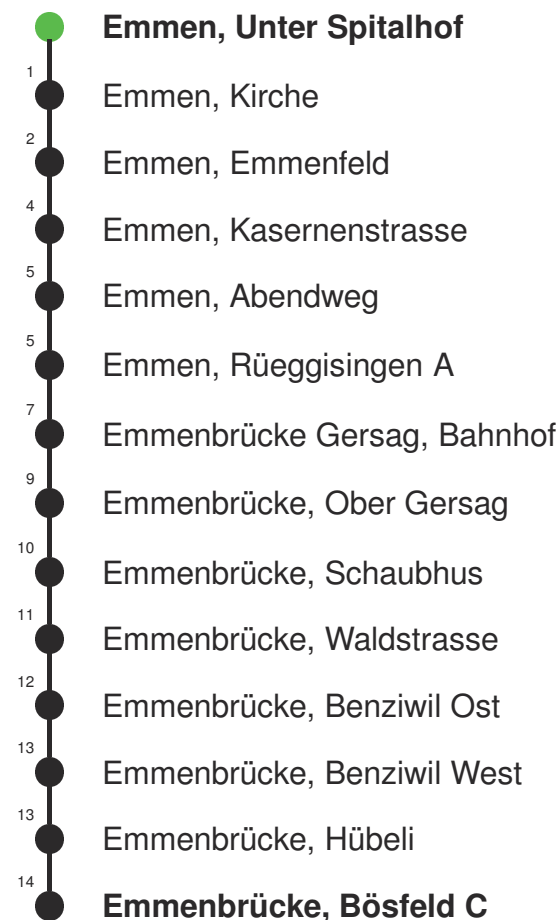 Emmen, Unter Spitalhof
1 Emmen, Kirche
2 Emmen, Emmenfeld
4 Emmen, Kasernenstrasse
5 Emmen, Abendweg
5 Emmen, Rüeggisingen A
7 Emmenbrücke Gersag, Bahnhof
9 Emmenbrücke, Ober Gersag
10 Emmenbrücke, Schaubhus
11 Emmenbrücke, Waldstrasse
12 Emmenbrücke, Benziwil Ost
13 Emmenbrücke, Benziwil West
13 Emmenbrücke, Hübeli
14 Emmenbrücke, Bösfeld C